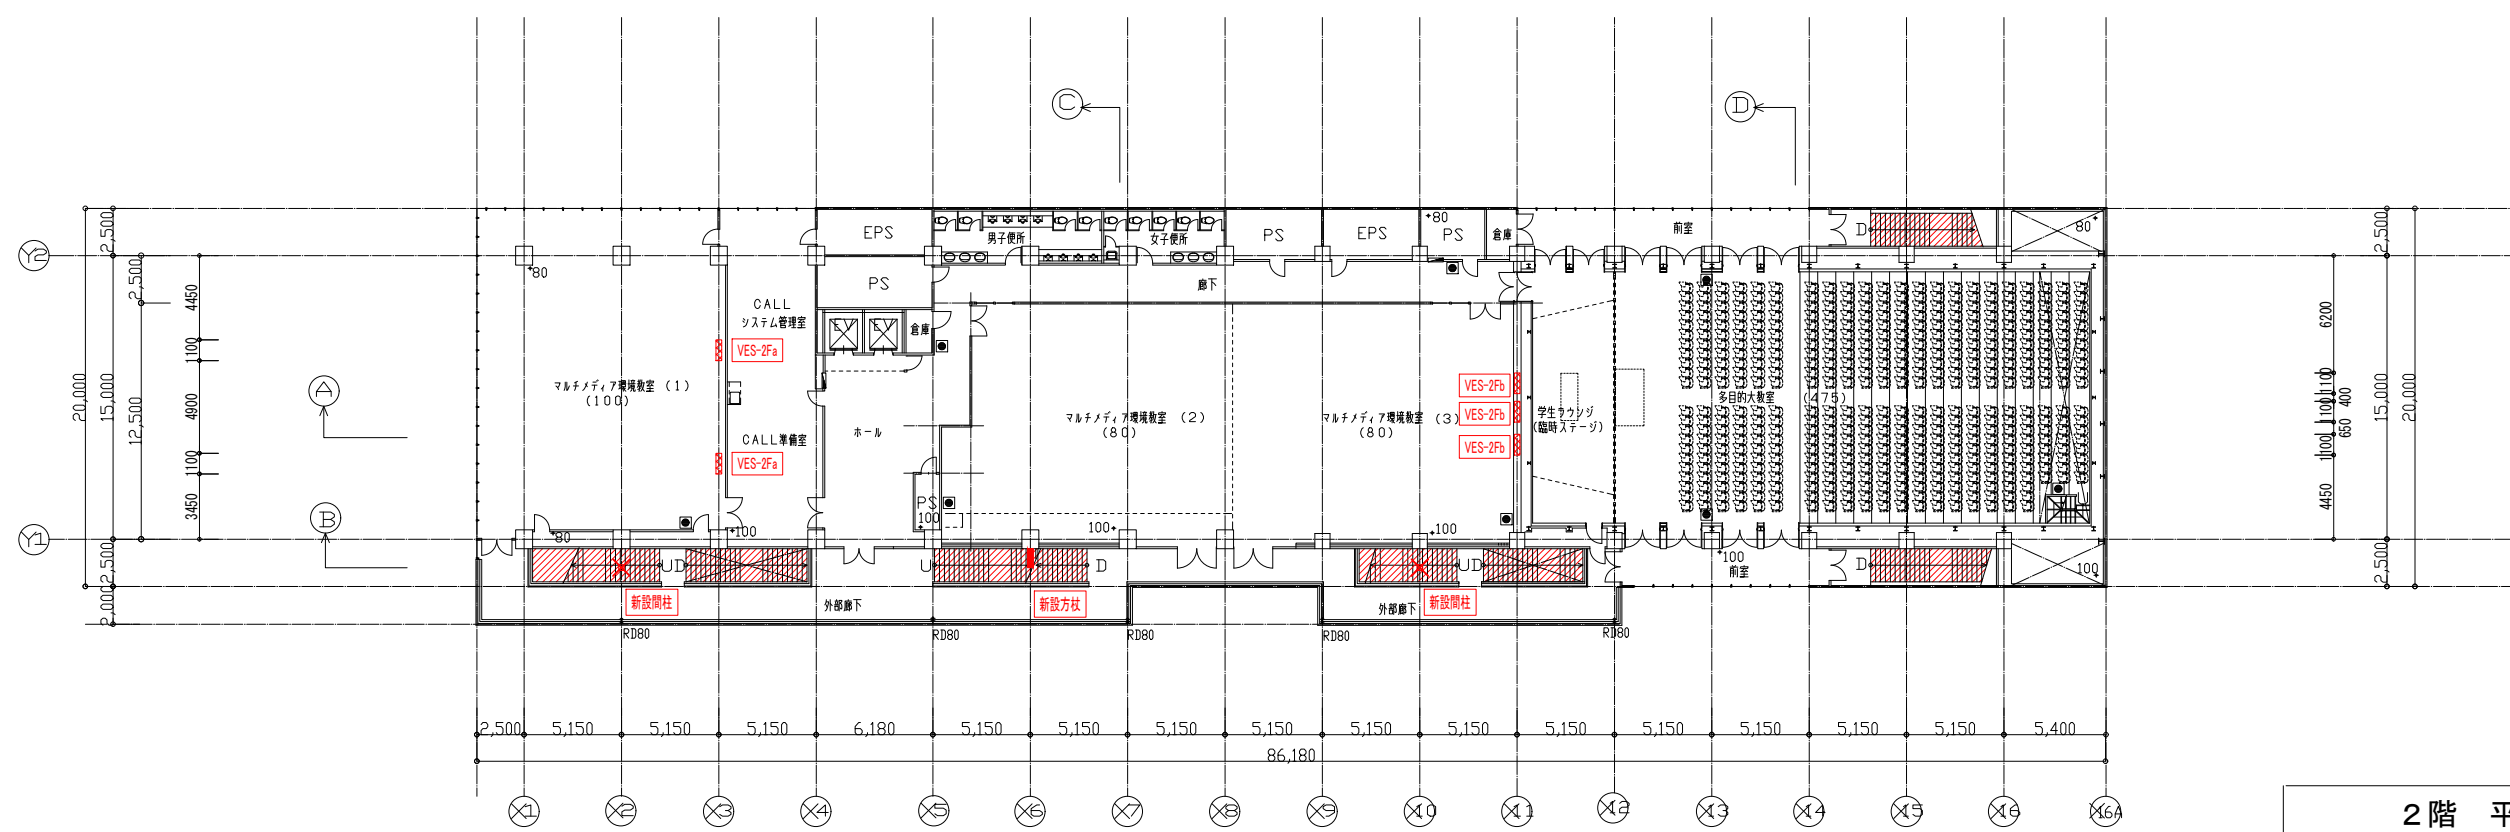 C
D
2,500
20,000
15,000
12,500
2,500
4450
1100
4900
1100
3450
2,500
2,000
Y2
Y1
A
B
EPS
男子便所
女子便所
PS
EPS
PS
倉庫
80
前室
D
80
80
PS
廊下
CALL
システム管理室
EV
EV
倉庫
VES-2Fa
マルチメディア環境教室 (1)
(100)
CALL準備室
VES-2Fa
ホール
マルチメディア環境教室 (2)
(80)
マルチメディア環境教室 (3)
(80)
VES-2Fb
VES-2Fb
VES-2Fb
学生ラウンジ
(臨時ステージ)
多目的大教室 (475)
PS
100
80
100
100
100
100
前室
D
100
UD
U
D
UD
新設間柱
新設方杖
新設間柱
外部廊下
外部廊下
RD80
RD80
RD80
RD80
RD80
2,500
6200
1100
400
1100
650
1100
4450
15,000
20,000
2,500
2,500
5,150
5,150
5,150
6,180
5,150
5,150
5,150
5,150
5,150
5,150
5,150
5,150
5,150
5,150
5,150
5,400
86,180
X1
X2
X3
X4
X5
X6
X7
X8
X9
X10
X11
X12
X13
X14
X15
X16
X16A
2階 平